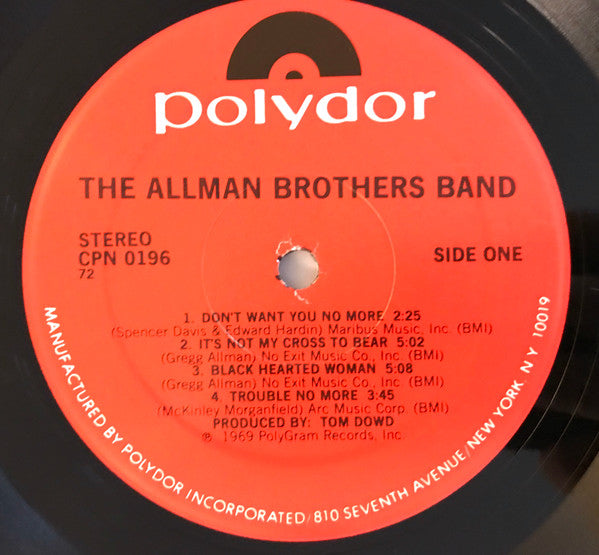 polydor
THE ALLMAN BROTHERS BAND
STEREO
CPN 0196
72
SIDE ONE
1. DON'T WANT YOU NO MORE 2:25
(Spencer Davis & Edward Hardin) Maribus Music, Inc. (BMI)
2. IT'S NOT MY CROSS TO BEAR 5:02
(Gregg Allman) No Exit Music Co., Inc. (BMI)
3. BLACK HEARTED WOMAN 5:08
(Gregg Allman) No Exit Music Co., Inc. (BMI)
4. TROUBLE NO MORE 3:45
(McKinley Morganfield) Arc Music Corp. (BMI)
PRODUCED BY: TOM DOWD
℗ 1969 PolyGram Records, Inc.
MANUFACTURED BY POLYDOR INCORPORATED/810 SEVENTH AVENUE/NEW YORK, N Y 10019